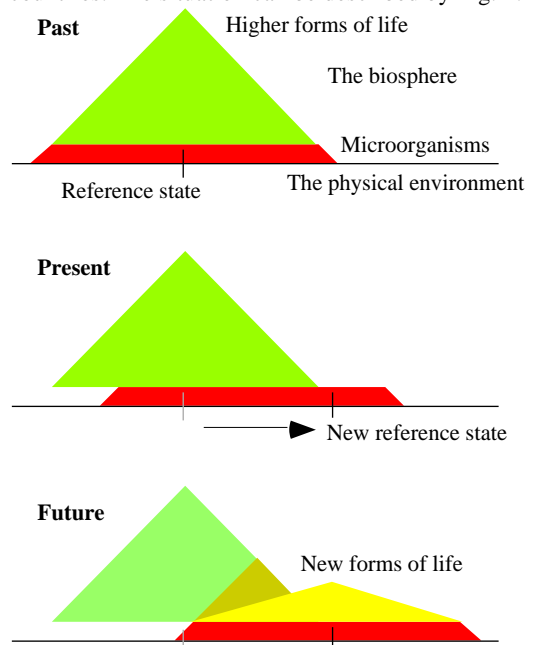 Past
Higher forms of life
The biosphere
Microorganisms
The physical environment
Reference state
Present
New reference state
Future
New forms of life